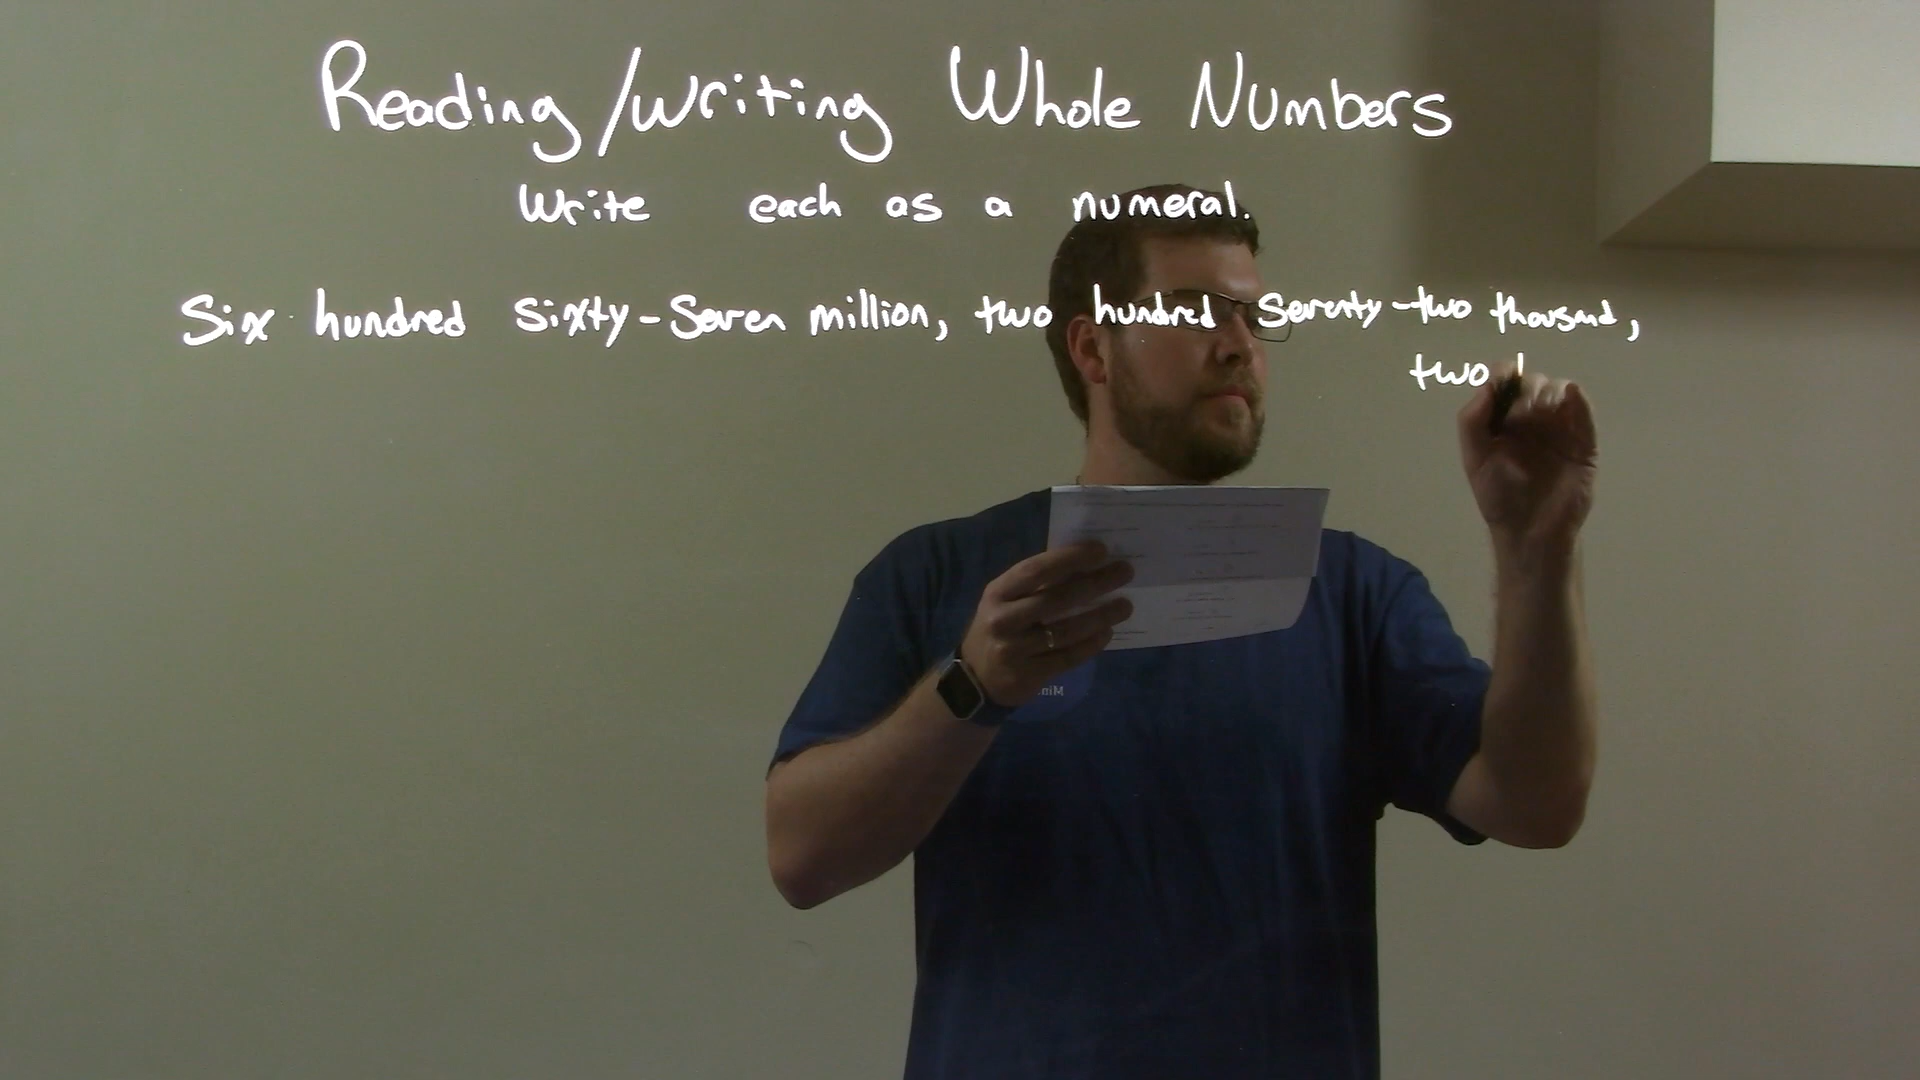 Reading/Writing Whole Numbers
Write each as a numeral.
Six hundred sixty-seven million, two hundred seventy-two thousand,
two